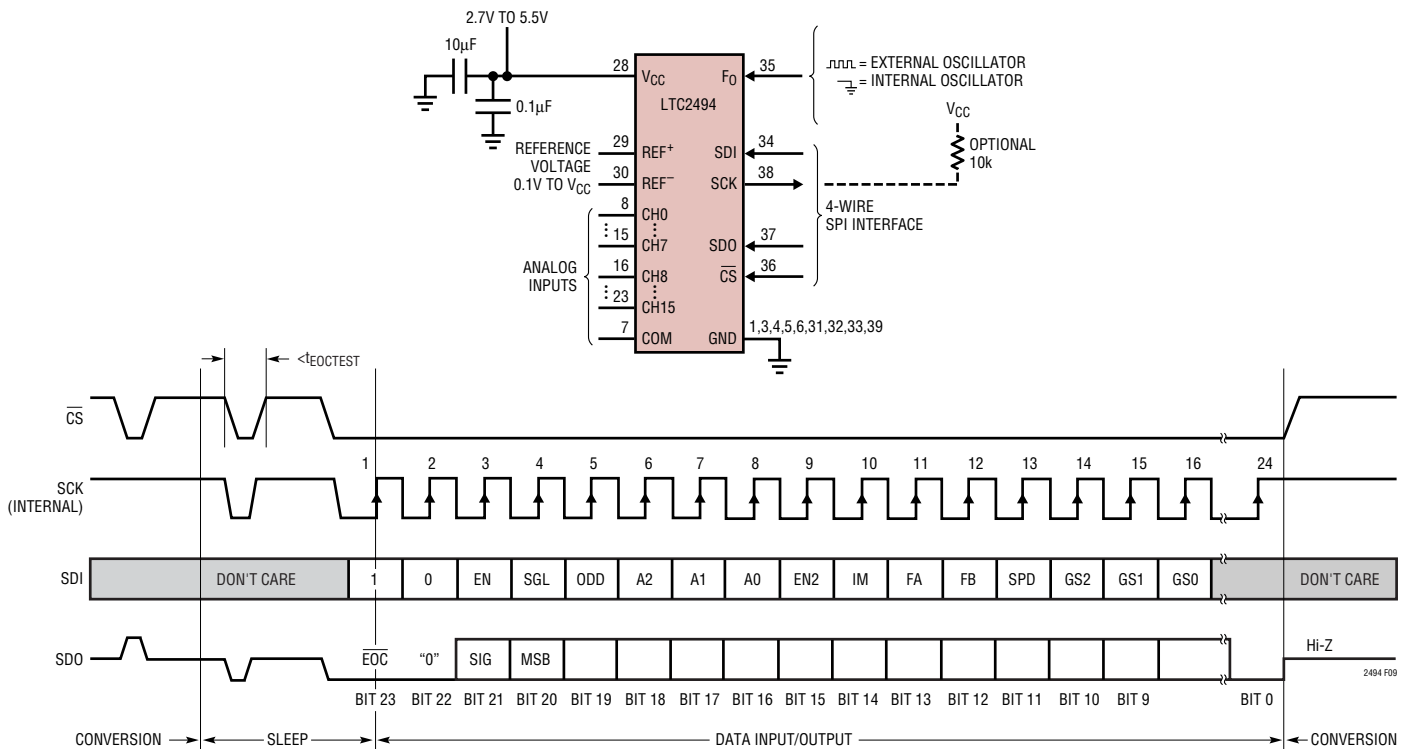 2.7V TO 5.5V
10µF
0.1µF
28
VCC
LTC2494
FO
35
= EXTERNAL OSCILLATOR
= INTERNAL OSCILLATOR
VCC
OPTIONAL
10k
REFERENCE
VOLTAGE
0.1V TO VCC
29
REF+
30
REF–
SDI
34
SCK
38
4-WIRE
SPI INTERFACE
SDO
37
CS
36
ANALOG
INPUTS
8
CH0
15
CH7
16
CH8
23
CH15
7
COM
GND
1,3,4,5,6,31,32,33,39
<tEOCTEST
CS
SCK
(INTERNAL)
1 2 3 4 5 6 7 8 9 10 11 12 13 14 15 16 24
SDI
DON'T CARE 1 0 EN SGL ODD A2 A1 A0 EN2 IM FA FB SPD GS2 GS1 GS0 DON'T CARE
SDO
EOC "0" SIG MSB Hi-Z
2494 F09
BIT 23 BIT 22 BIT 21 BIT 20 BIT 19 BIT 18 BIT 17 BIT 16 BIT 15 BIT 14 BIT 13 BIT 12 BIT 11 BIT 10 BIT 9 BIT 0
CONVERSION SLEEP DATA INPUT/OUTPUT CONVERSION